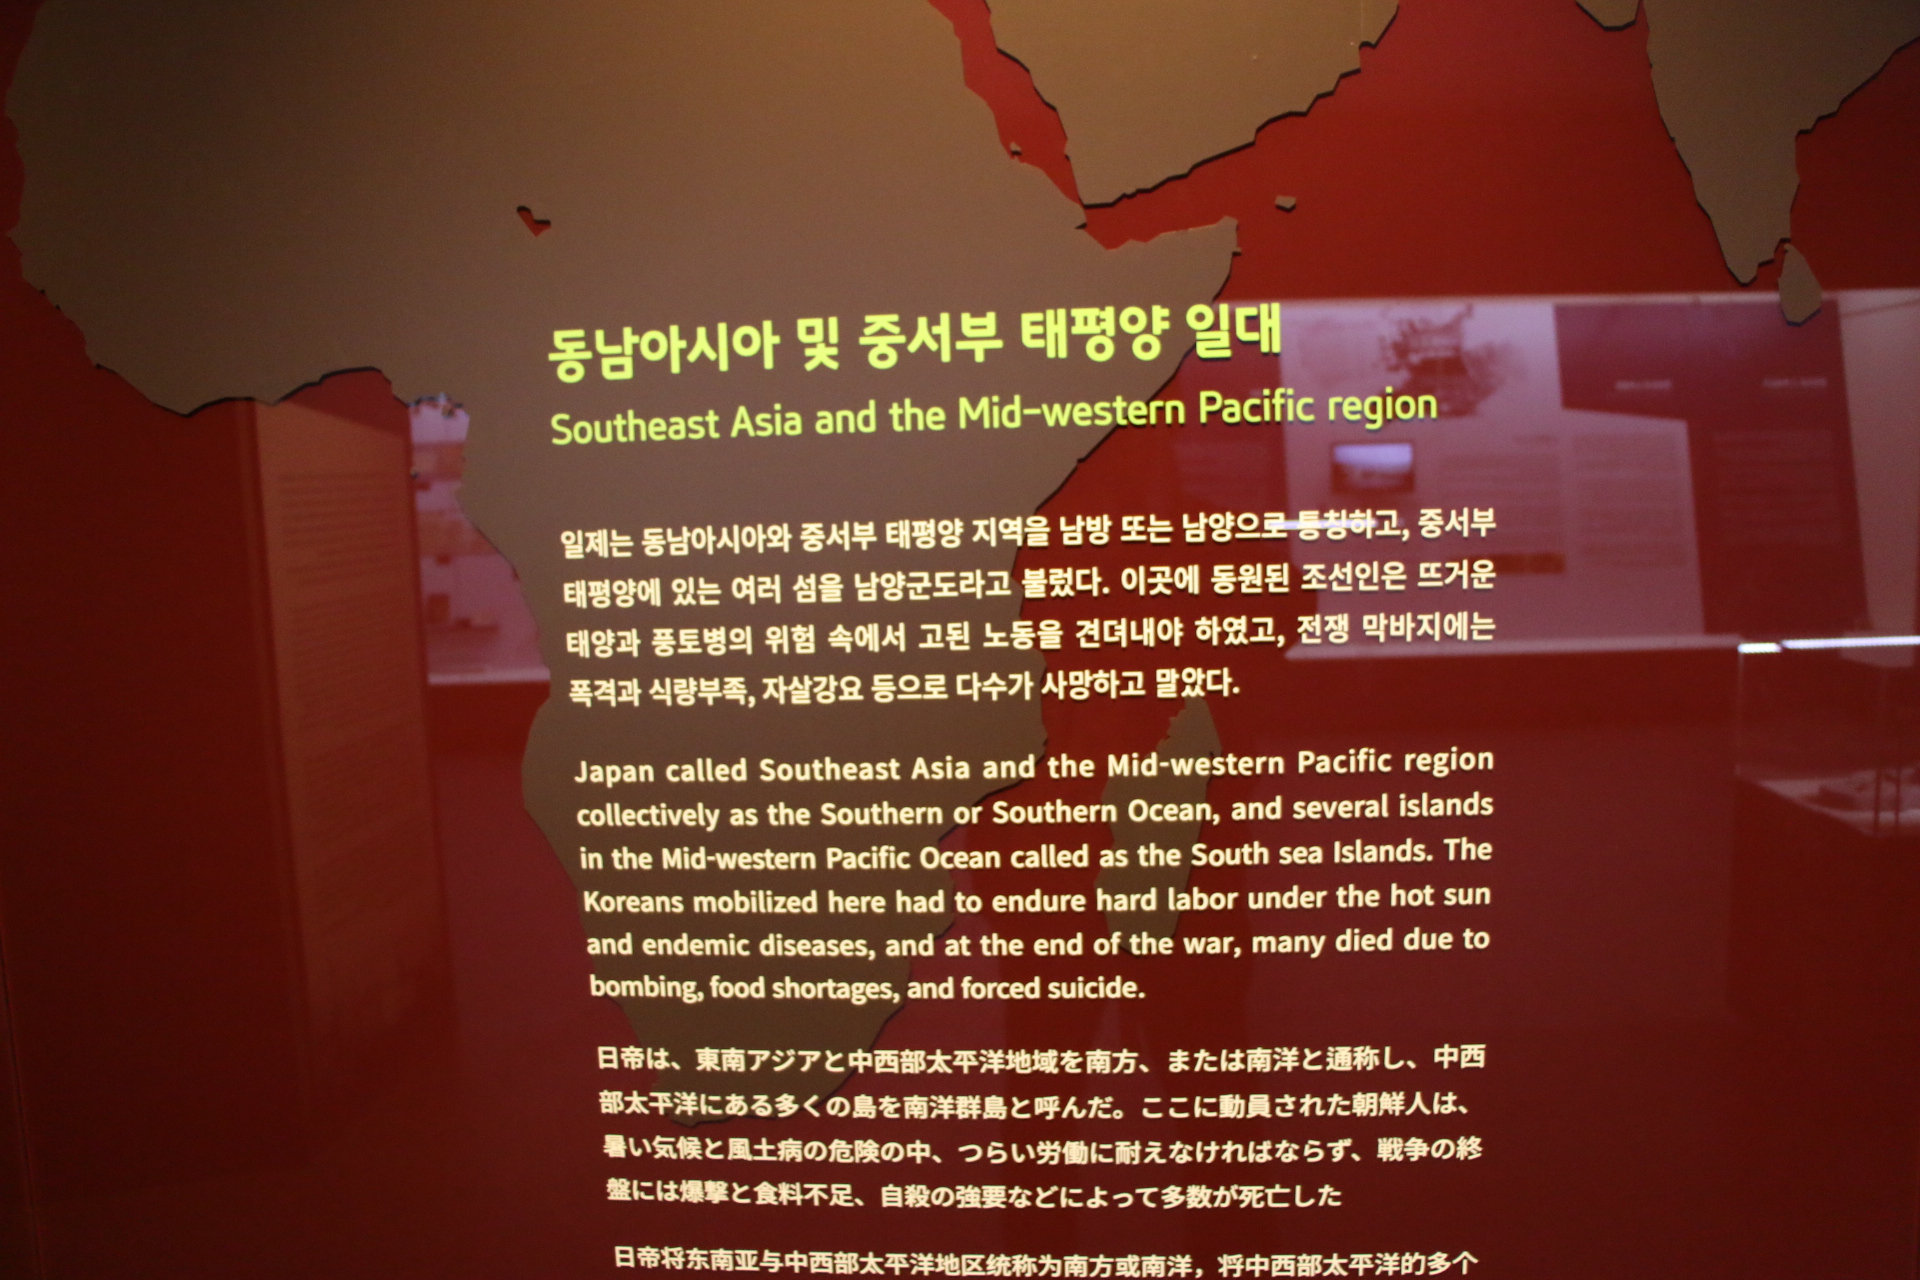 동남아시아 및 중서부 태평양 일대
Southeast Asia and the Mid-western Pacific region
일제는 동남아시아와 중서부 태평양 지역을 남방 또는 남양으로 통칭하고, 중서부
태평양에 있는 여러 섬을 남양군도라고 불렀다. 이곳에 동원된 조선인은 뜨거운
태양과 풍토병의 위험 속에서 고된 노동을 견뎌내야 하였고, 전쟁 막바지에는
폭격과 식량부족, 자살강요 등으로 다수가 사망하고 말았다.
Japan called Southeast Asia and the Mid-western Pacific region
collectively as the Southern or Southern Ocean, and several islands
in the Mid-western Pacific Ocean called as the South sea Islands. The
Koreans mobilized here had to endure hard labor under the hot sun
and endemic diseases, and at the end of the war, many died due to
bombing, food shortages, and forced suicide.
日帝は、東南アジアと中西部太平洋地域を南方、または南洋と通称し、中西
部太平洋にある多くの島を南洋群島と呼んだ。ここに動員された朝鮮人は、
暑い気候と風土病の危険の中、つらい労働に耐えなければならず、戦争の終
盤には爆撃と食料不足、自殺の強要などによって多数が死亡した
日帝将东南亚与中西部太平洋地区统称为南方或南洋，将中西部太平洋的多个